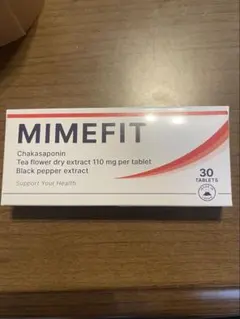 MIMEFIT
Chakasaponin
Tea flower dry extract 110 mg per tablet
Black pepper extract
Support Your Health
30
TABLETS